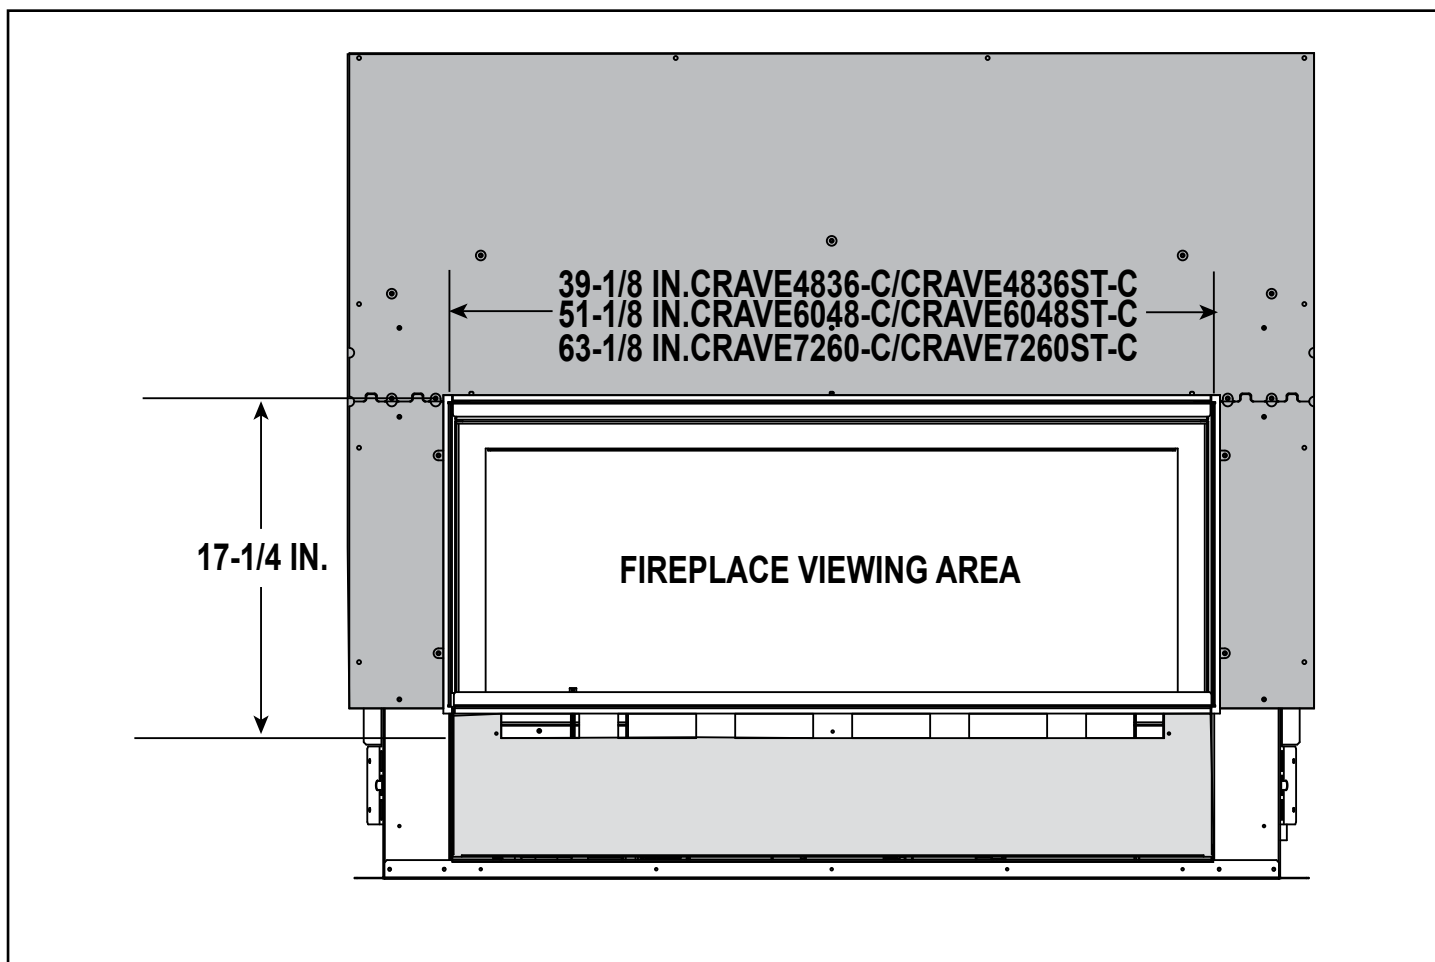 39-1/8 IN.CRAVE4836-C/CRAVE4836ST-C
51-1/8 IN.CRAVE6048-C/CRAVE6048ST-C
63-1/8 IN.CRAVE7260-C/CRAVE7260ST-C
17-1/4 IN.
FIREPLACE VIEWING AREA